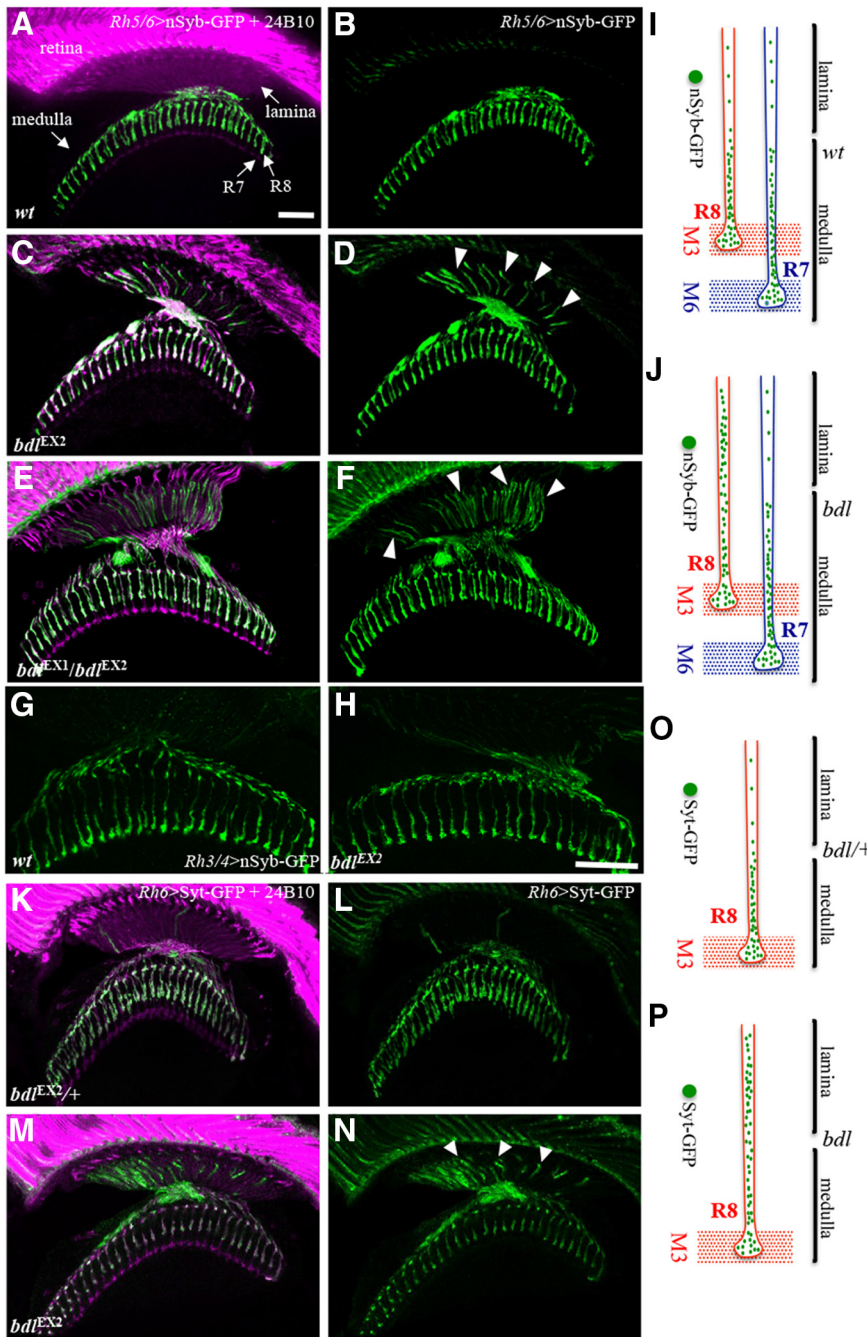 A
Rh5/6>nSyb-GFP + 24B10
retina
lamina
medulla
R7
R8
wt
B
Rh5/6>nSyb-GFP
C
bdlEX2
D
E
bdlEX1/bdlEX2
F
G
wt
Rh3/4>nSyb-GFP
H
bdlEX2
K
Rh6>Syt-GFP + 24B10
bdlEX2/+
L
Rh6>Syt-GFP
M
bdlEX2
N
I
nSyb-GFP
R8
M3
R7
M6
lamina
wt
medulla
J
nSyb-GFP
R8
M3
R7
M6
lamina
bdl
medulla
O
Syt-GFP
R8
M3
lamina
bdl/+
medulla
P
Syt-GFP
R8
M3
lamina
bdl
medulla